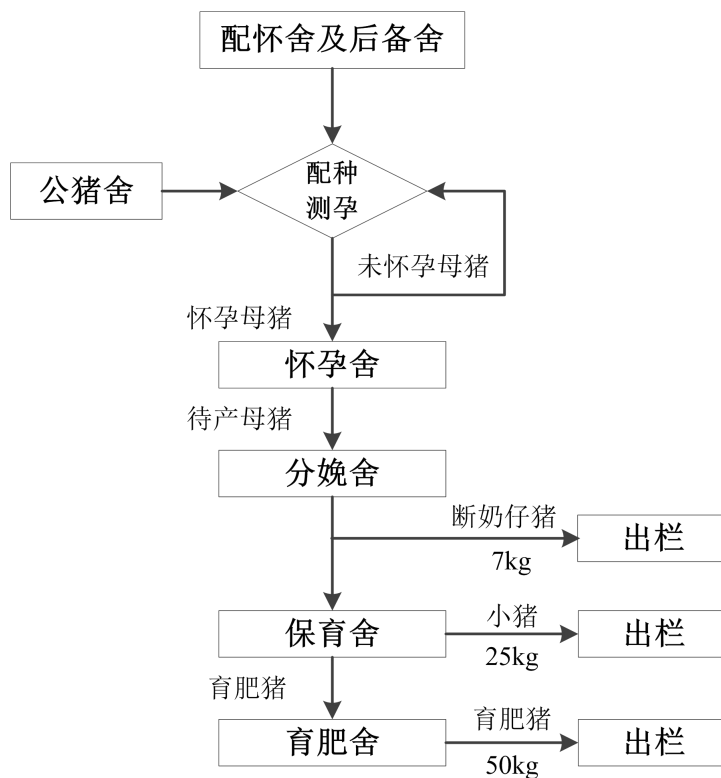 配怀舍及后备舍
公猪舍
配种
测孕
未怀孕母猪
怀孕母猪
怀孕舍
待产母猪
分娩舍
断奶仔猪
7kg
出栏
保育舍
小猪
25kg
出栏
育肥猪
育肥舍
育肥猪
50kg
出栏